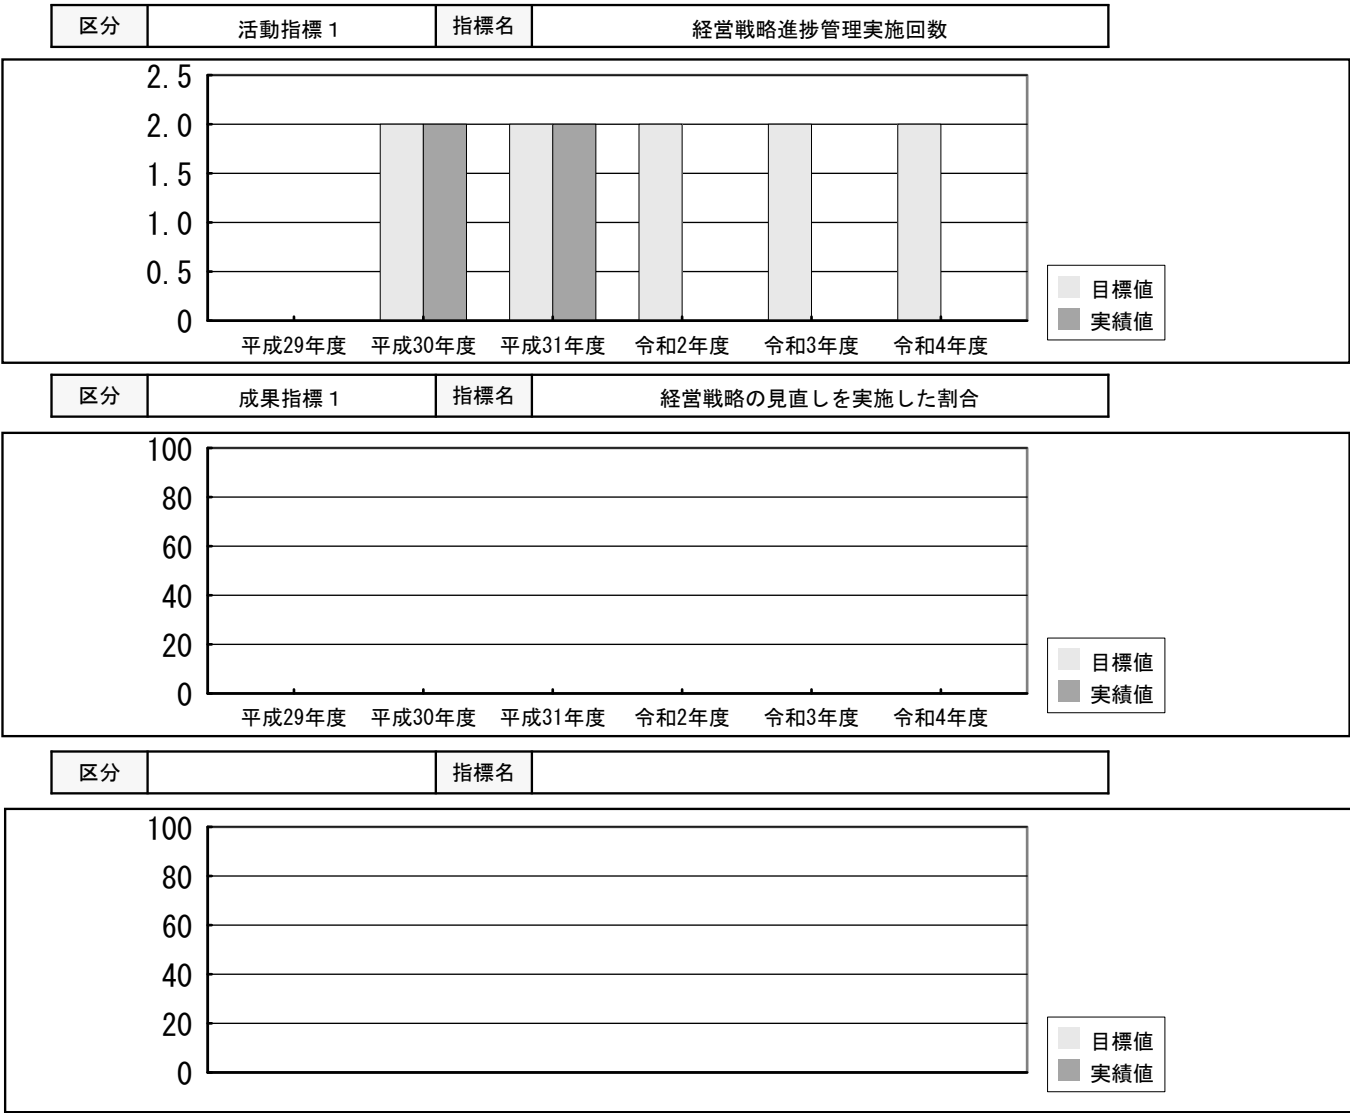 区分 活動指標１ 指標名 経営戦略進捗管理実施回数
2.5
2.0
1.5
1.0
0.5
0
平成29年度 平成30年度 平成31年度 令和2年度 令和3年度 令和4年度
目標値
実績値
区分 成果指標１ 指標名 経営戦略の見直しを実施した割合
100
80
60
40
20
0
平成29年度 平成30年度 平成31年度 令和2年度 令和3年度 令和4年度
目標値
実績値
区分 指標名
100
80
60
40
20
0
目標値
実績値